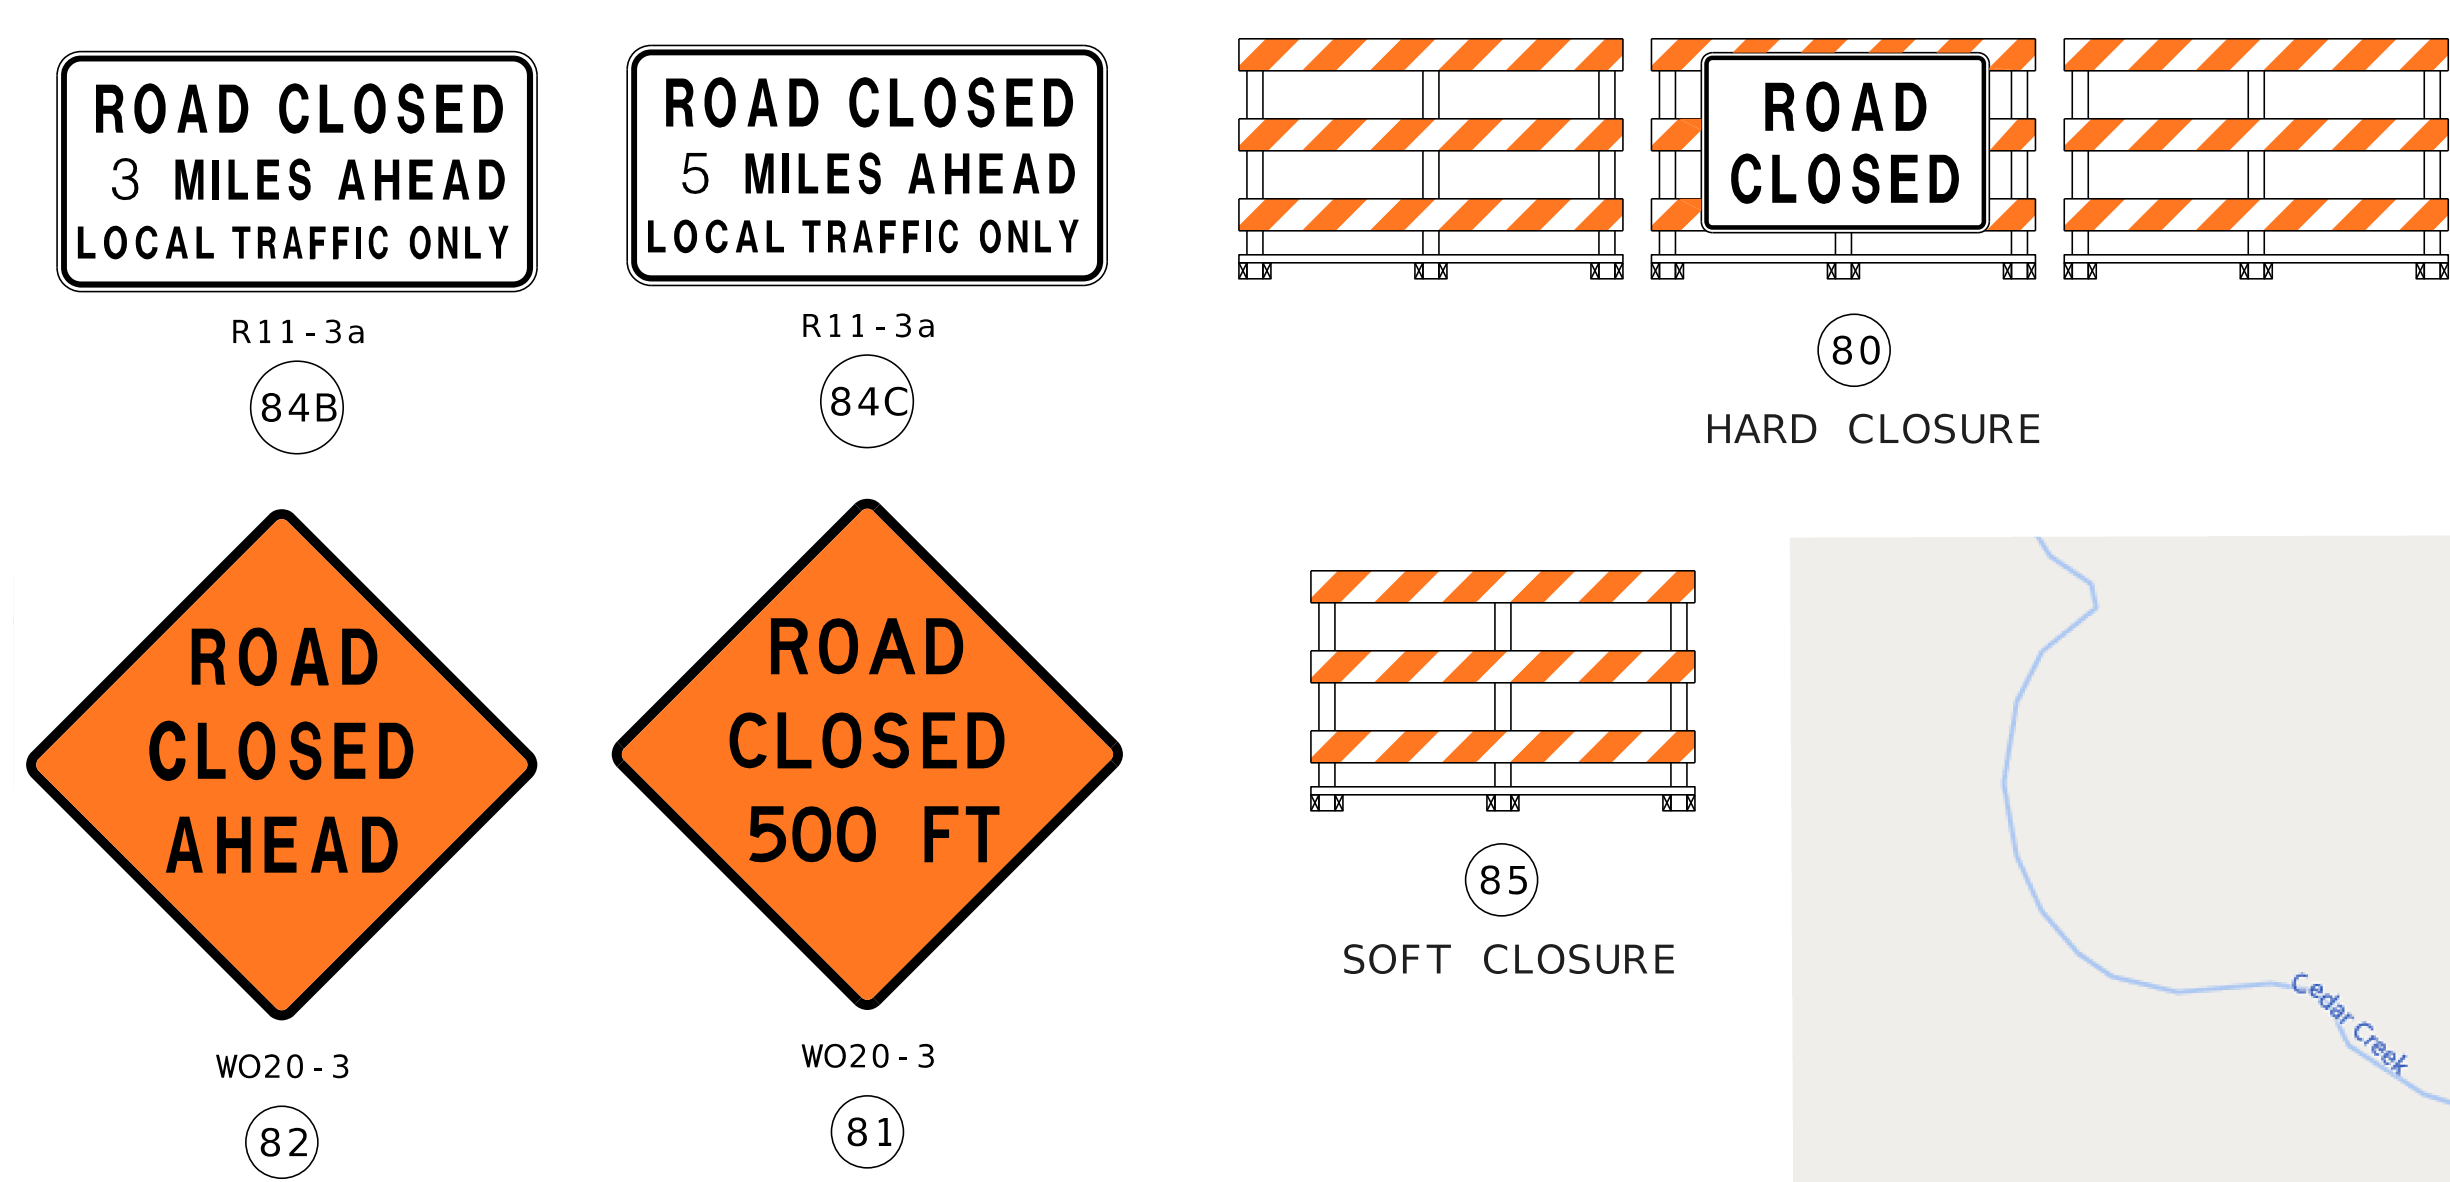 ROAD CLOSED
3 MILES AHEAD
LOCAL TRAFFIC ONLY
R11-3a
84B
ROAD CLOSED
5 MILES AHEAD
LOCAL TRAFFIC ONLY
R11-3a
84C
ROAD
CLOSED
80
HARD CLOSURE
ROAD
CLOSED
AHEAD
WO20-3
82
ROAD
CLOSED
500 FT
WO20-3
81
85
SOFT CLOSURE
Cedar Creek